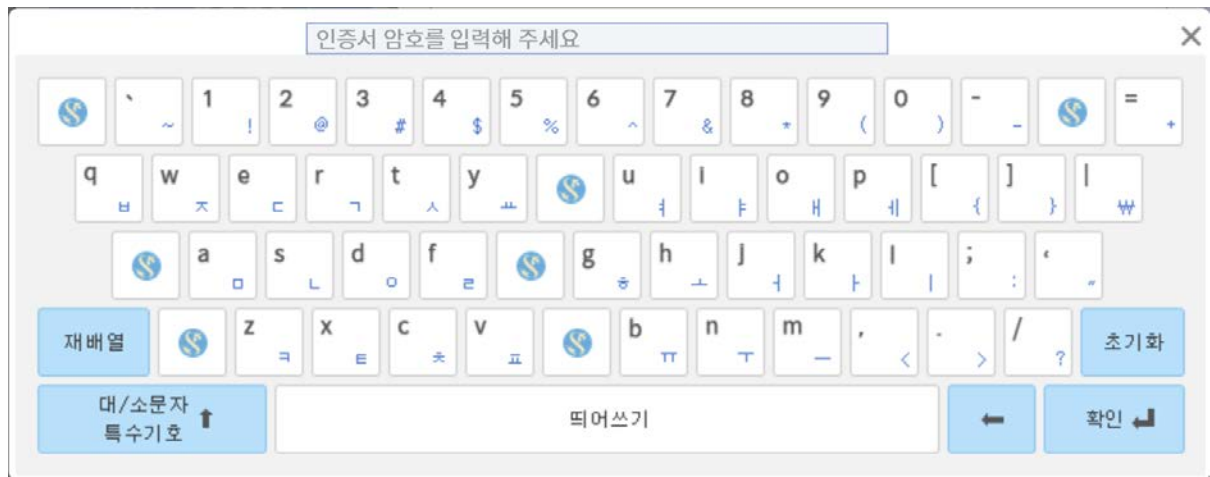 인증서 암호를 입력해 주세요 ×
` ~ 1 ! 2 @ 3 # 4 $ 5 % 6 ^ 7 & 8 * 9 ( 0 ) - _ = +
q ㅂ w ㅈ e ㄷ r ㄱ t ㅅ y ㅛ u ㅕ i ㅑ o ㅐ p ㅔ [ { ] } | ₩
a ㅁ s ㄴ d ㅇ f ㄹ g ㅎ h ㅗ j ㅓ k ㅏ l ㅣ ; : ‘ ″
재배열 z ㅋ x ㅌ c ㅊ v ㅍ b ㅠ n ㅜ m ㅡ , < . > / ? 초기화
대/소문자
특수기호 ⬆ 띄어쓰기 ⬅ 확인 ↵